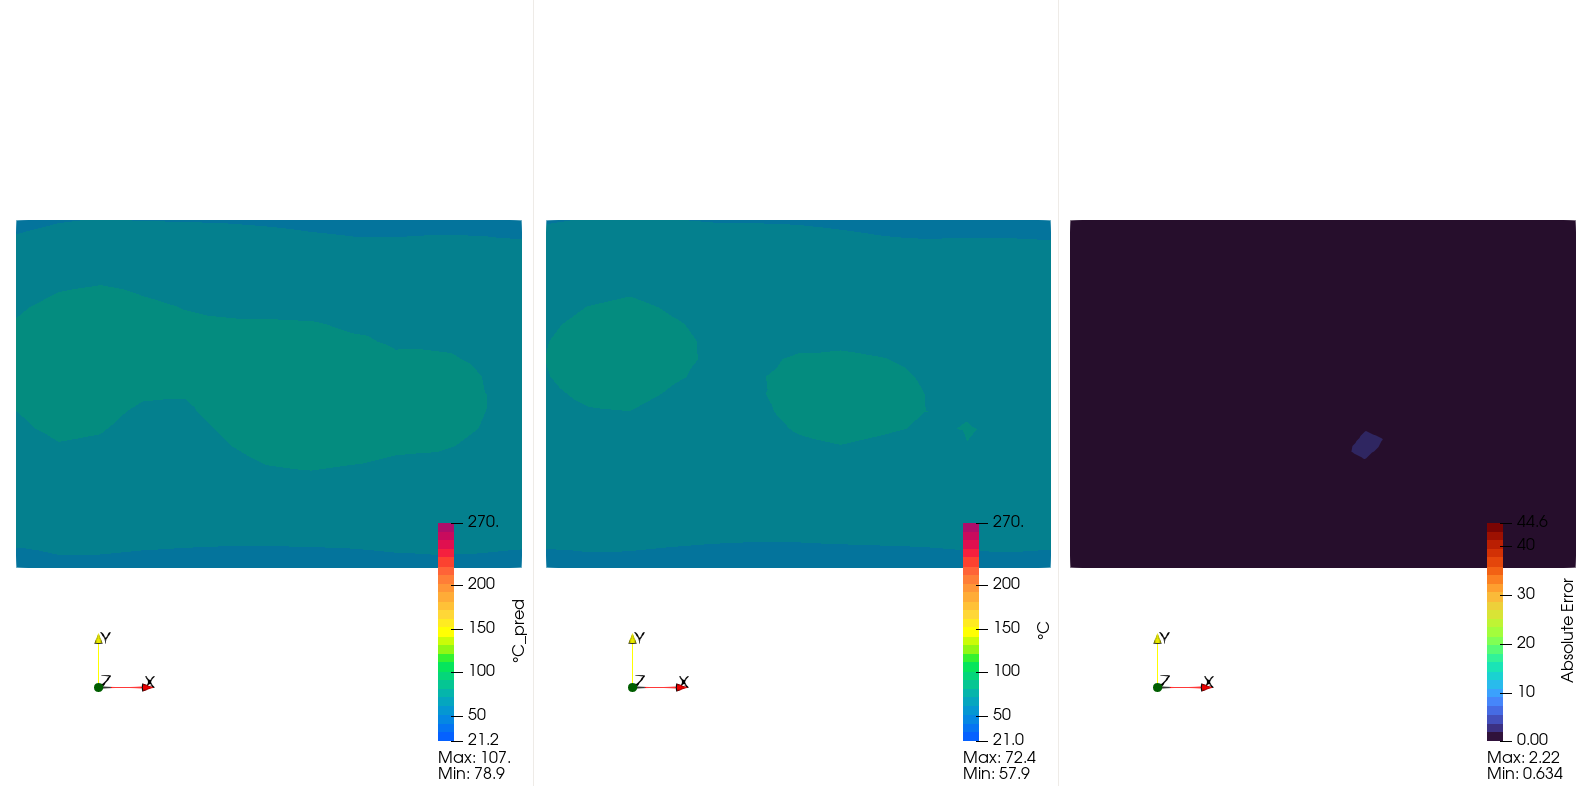 270.
200
150
100
50
21.2
°C_pred
Max: 107.
Min: 78.9
Y
Z
X
270.
200
150
100
50
21.0
°C
Max: 72.4
Min: 57.9
Y
Z
X
44.6
40
30
20
10
0.00
Absolute Error
Max: 2.22
Min: 0.634
Y
Z
X